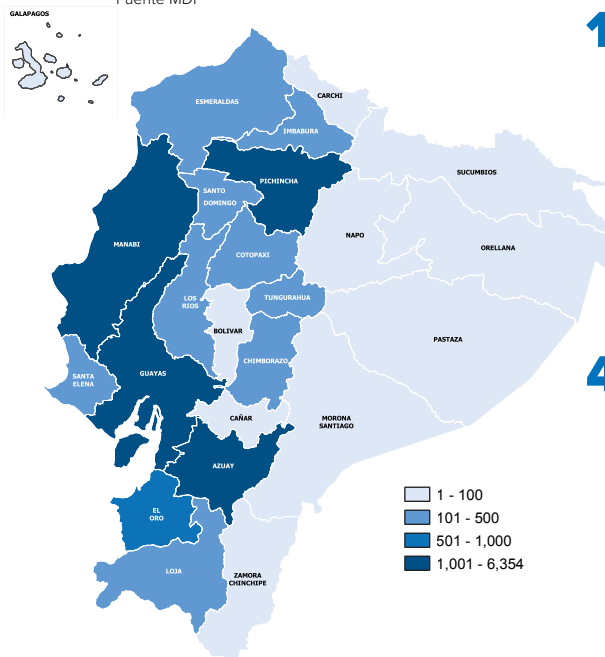 Fuente MDI
GALAPAGOS
1
CARCHI
ESMERALDAS
IMBABURA
SUCUMBIOS
PICHINCHA
SANTO
DOMINGO
NAPO
MANABI
ORELLANA
COTOPAXI
LOS
RIOS
TUNGURAHUA
BOLIVAR
PASTAZA
CHIMBORAZO
GUAYAS
SANTA
ELENA
4
CAÑAR
MORONA
SANTIAGO
AZUAY
1 - 100
101 - 500
501 - 1,000
1,001 - 6,354
EL
ORO
LOJA
ZAMORA
CHINCHIPE